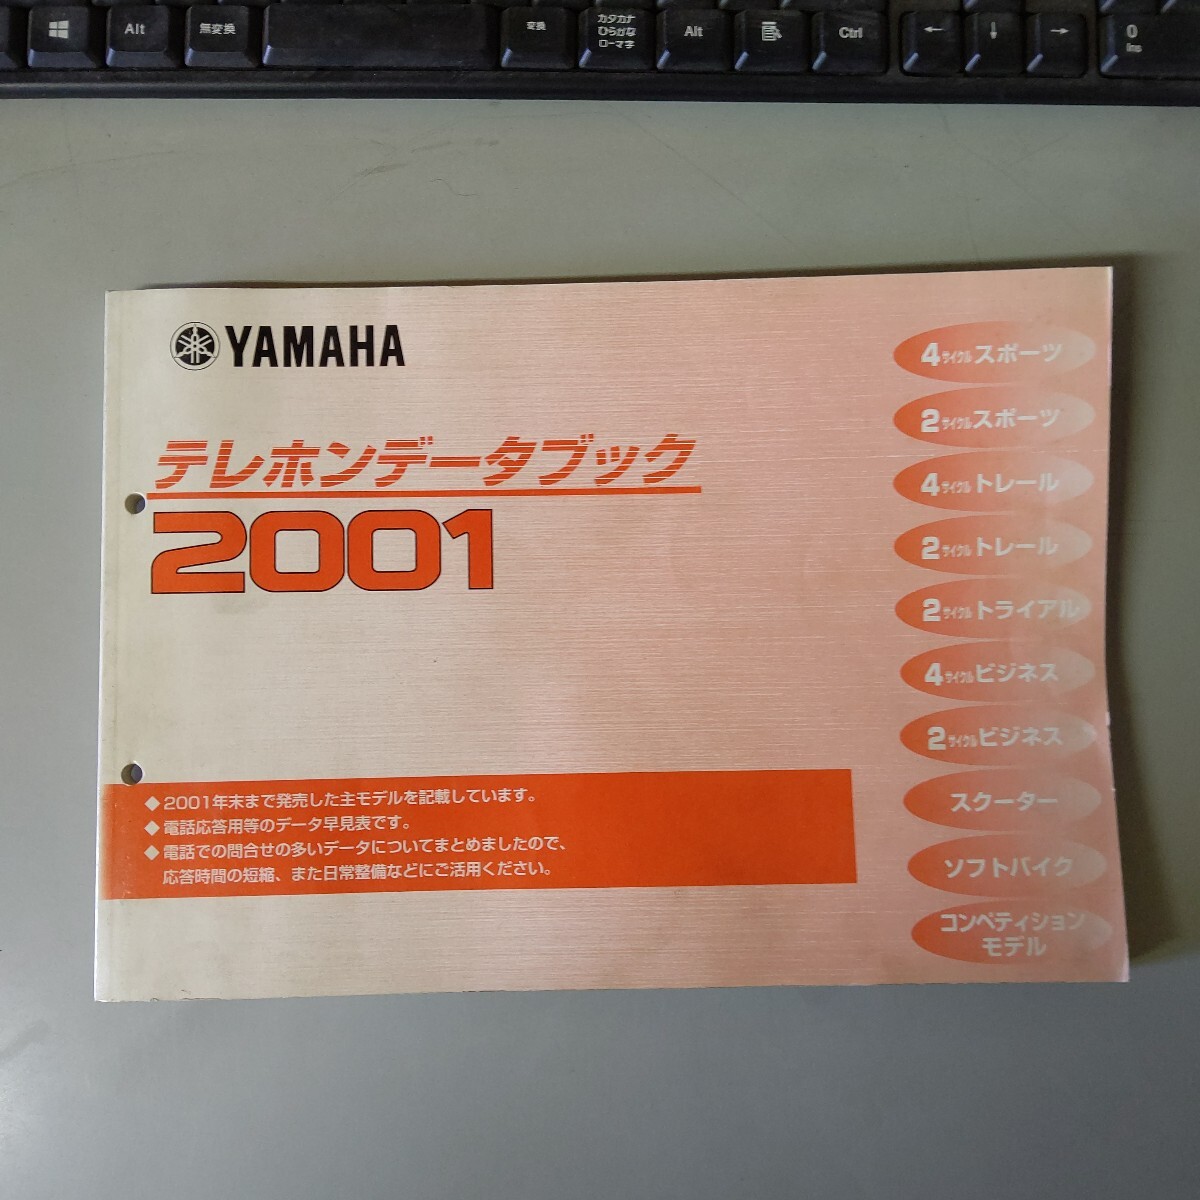 Alt
無変換
変換
カタカナ
ひらがな
ローマ字
Alt
Ctrl
←
↓
→
0
Ins
YAMAHA
テレホンデータブック
2001
◆ 2001年末まで発売した主モデルを記載しています。
◆ 電話応答用等のデータ早見表です。
◆ 電話での問合せの多いデータについてまとめましたので、
応答時間の短縮、また日常整備などにご活用ください。
4サイクルスポーツ
2サイクルスポーツ
4サイクルトレール
2サイクルトレール
2サイクルトライアル
4サイクルビジネス
2サイクルビジネス
スクーター
ソフトバイク
コンペティション
モデル